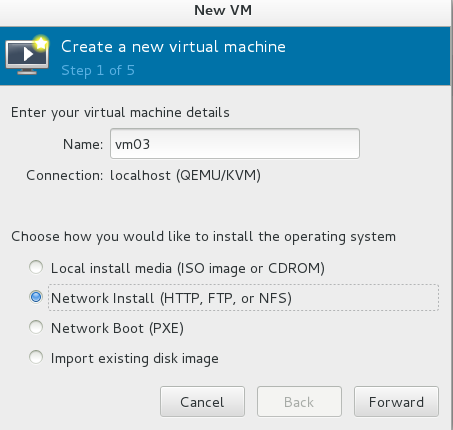 New VM
Create a new virtual machine
Step 1 of 5
Enter your virtual machine details
Name: vm03
Connection: localhost (QEMU/KVM)
Choose how you would like to install the operating system
Local install media (ISO image or CDROM)
Network Install (HTTP, FTP, or NFS)
Network Boot (PXE)
Import existing disk image
Cancel Back Forward